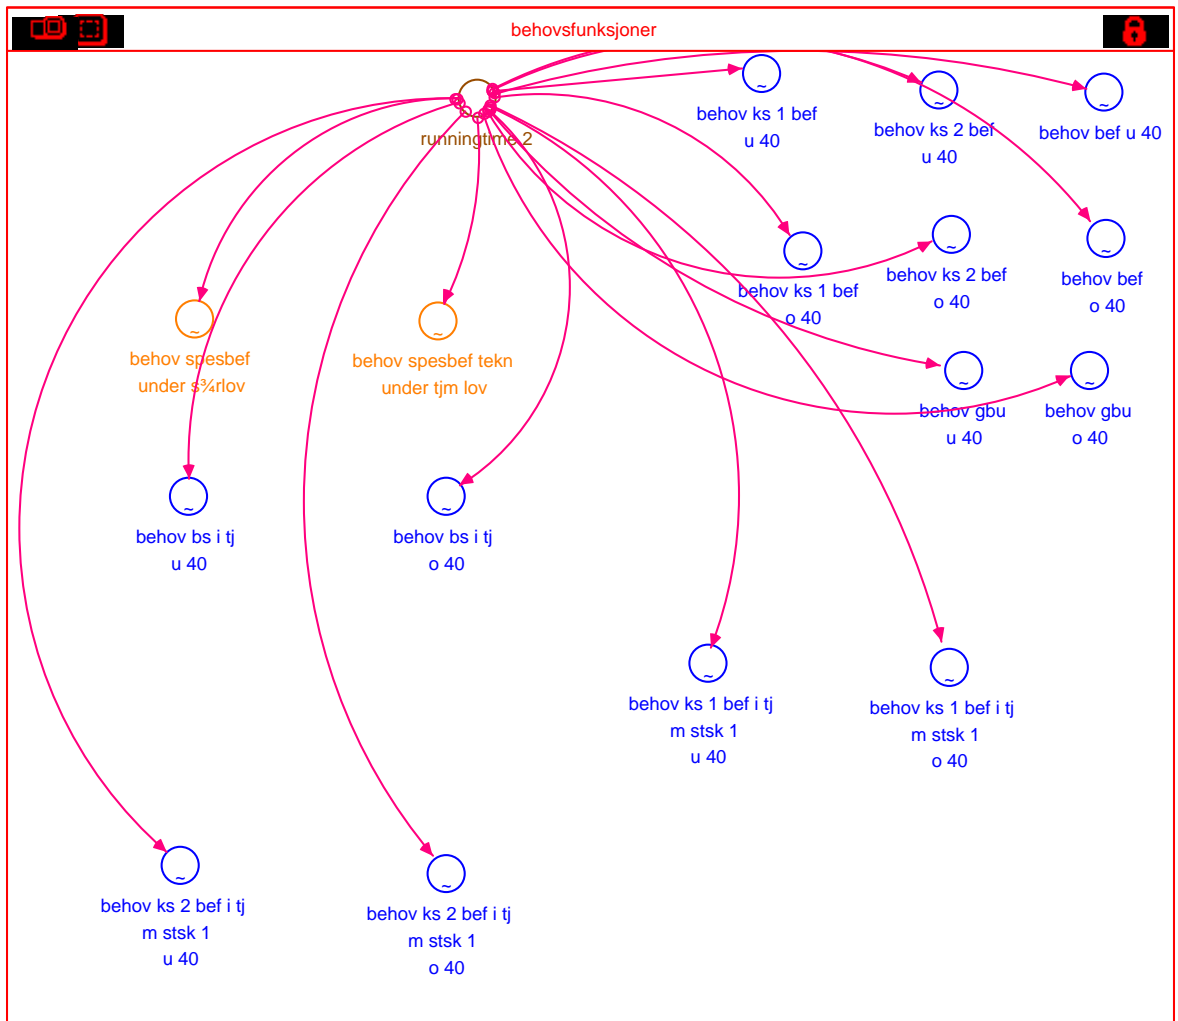 behovsfunksjoner
runningtime 2
behov ks 1 bef
u 40
behov ks 2 bef
u 40
behov bef u 40
behov ks 1 bef
o 40
behov ks 2 bef
o 40
behov bef
o 40
behov spesbef
under s¾rlov
behov spesbef tekn
under tjm lov
behov gbu
u 40
behov gbu
o 40
behov bs i tj
u 40
behov bs i tj
o 40
behov ks 1 bef i tj
m stsk 1
u 40
behov ks 1 bef i tj
m stsk 1
o 40
behov ks 2 bef i tj
m stsk 1
u 40
behov ks 2 bef i tj
m stsk 1
o 40